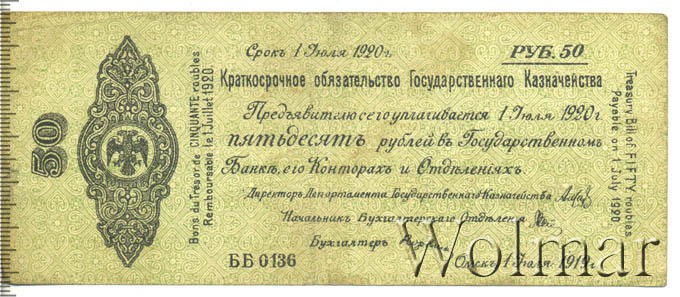 Срокъ 1 Июля 1920 г.
РУБ. 50
Краткосрочное обязательство Государственнаго Казначейства
Предъявителю сего уплачивается 1 Июля 1920 г.
пятьдесятъ рублей въ Государственномъ
Банкѣ, его Конторахъ и Отдѣленіяхъ
Директоръ Департамента Государственнаго Казначейства
Начальникъ Бухгалтерскаго Отдѣленія
Бухгалтеръ
ББ 0136
Омскъ 1 Іюля 1919 г.
50
Bons du Trésor de CINQUANTE roubles
Remboursable le 1 Juillet 1920.
Treasury Bill of FIFTY roubles
Payable on 1 July 1920
Wolmar